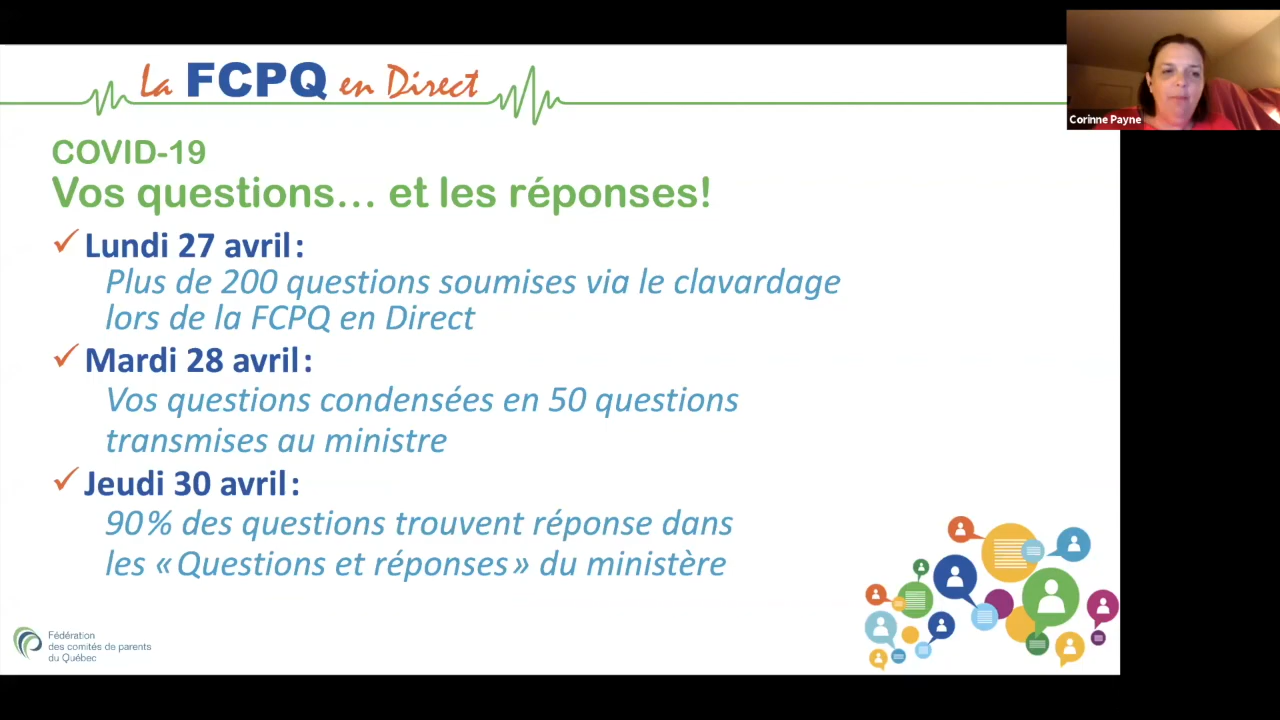 La FCPQ en Direct
Corinne Payne
COVID-19
Vos questions... et les réponses!
✓ Lundi 27 avril :
Plus de 200 questions soumises via le clavardage
lors de la FCPQ en Direct
✓ Mardi 28 avril :
Vos questions condensées en 50 questions
transmises au ministre
✓ Jeudi 30 avril :
90 % des questions trouvent réponse dans
les « Questions et réponses » du ministère
Fédération
des comités de parents
du Québec